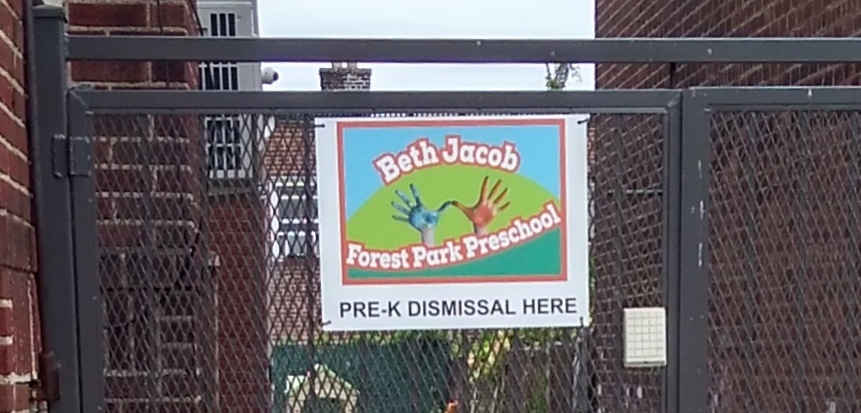 Beth Jacob
Forest Park Preschool
PRE-K DISMISSAL HERE